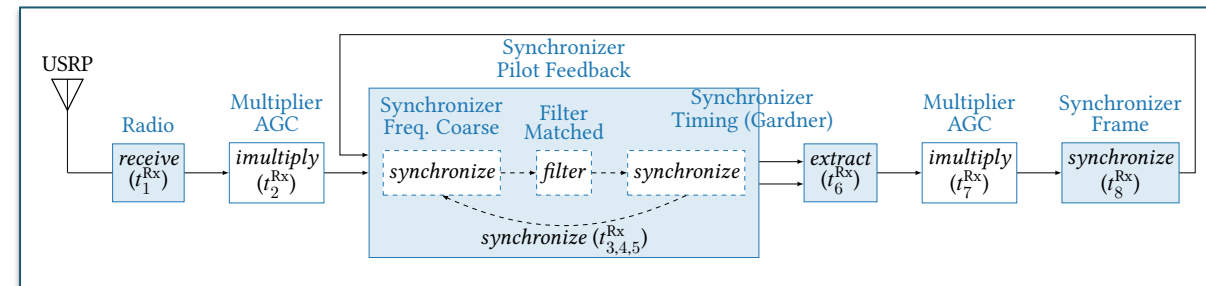 USRP
Radio
receive
(t₁ᴿˣ)
Multiplier
AGC
imultiply
(t₂ᴿˣ)
Synchronizer
Pilot Feedback
Synchronizer
Freq. Coarse
synchronize
Filter
Matched
filter
Synchronizer
Timing (Gardner)
synchronize
synchronize (t₃,₄,₅ᴿˣ)
extract
(t₆ᴿˣ)
Multiplier
AGC
imultiply
(t₇ᴿˣ)
Synchronizer
Frame
synchronize
(t₈ᴿˣ)